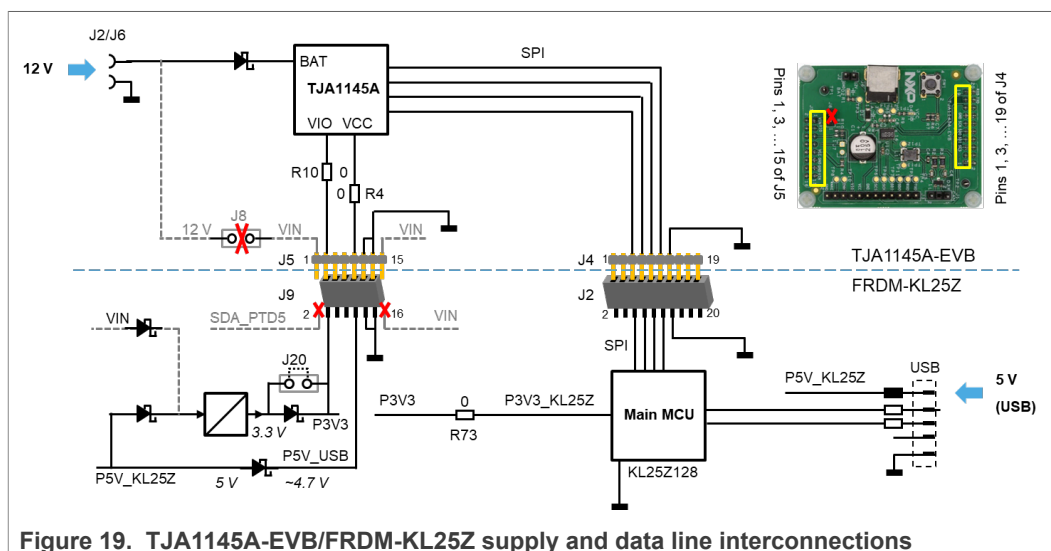 J2/J6
12 V
BAT
TJA1145A
VIO VCC
SPI
R10
0
0
R4
J8
12 V
VIN
VIN
J5
1
15
J4
1
19
Pins 1, 3, …15 of J5
NXP
Pins 1, 3, …19 of J4
TJA1145A-EVB
FRDM-KL25Z
J9
2
16
SDA_PTD5
VIN
J2
2
20
VIN
J20
SPI
3.3 V
P3V3
P3V3
0
R73
P3V3_KL25Z
Main MCU
KL25Z128
P5V_KL25Z
USB
5 V
(USB)
P5V_USB
P5V_KL25Z
5 V
~4.7 V
Figure 19. TJA1145A-EVB/FRDM-KL25Z supply and data line interconnections